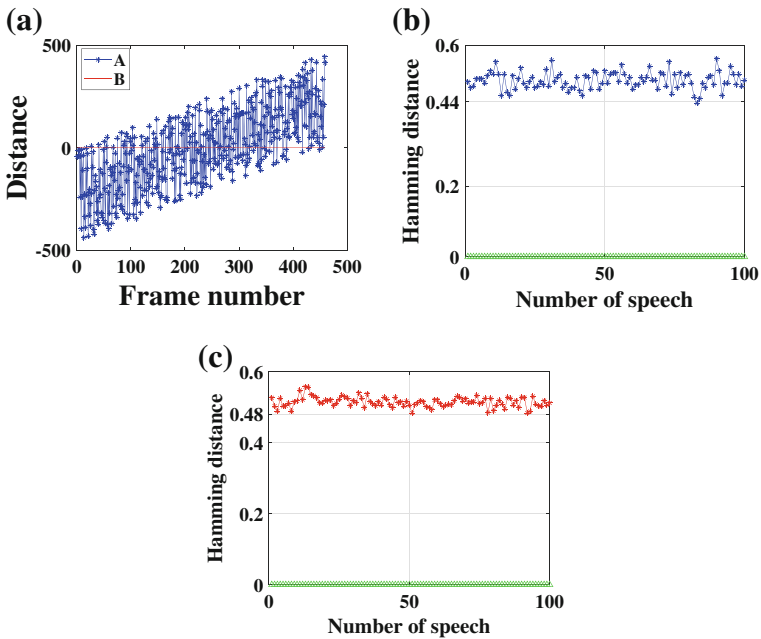 (a)
500
A
B
0
-500
Distance
0
100
200
300
400
500
Frame number
(b)
0.6
0.44
0.2
0
Hamming distance
0
50
100
Number of speech
(c)
0.6
0.48
0.4
0.2
0
Hamming distance
0
50
100
Number of speech